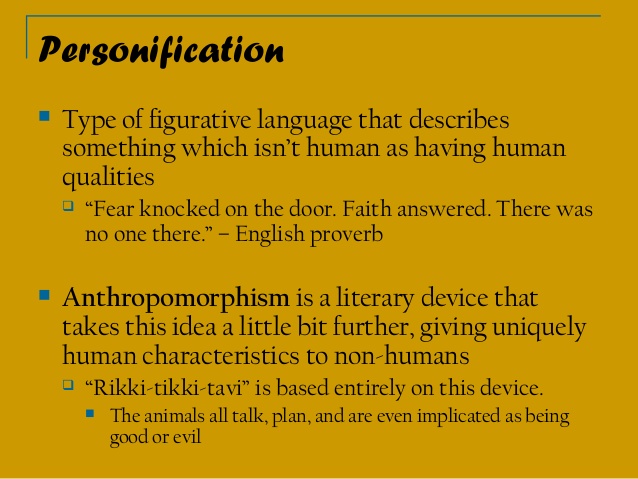 Personification
Type of figurative language that describes
something which isn't human as having human
qualities
“Fear knocked on the door. Faith answered. There was
no one there.” – English proverb
Anthropomorphism is a literary device that
takes this idea a little bit further, giving uniquely
human characteristics to non-humans
“Rikki-tikki-tavi” is based entirely on this device.
The animals all talk, plan, and are even implicated as being
good or evil